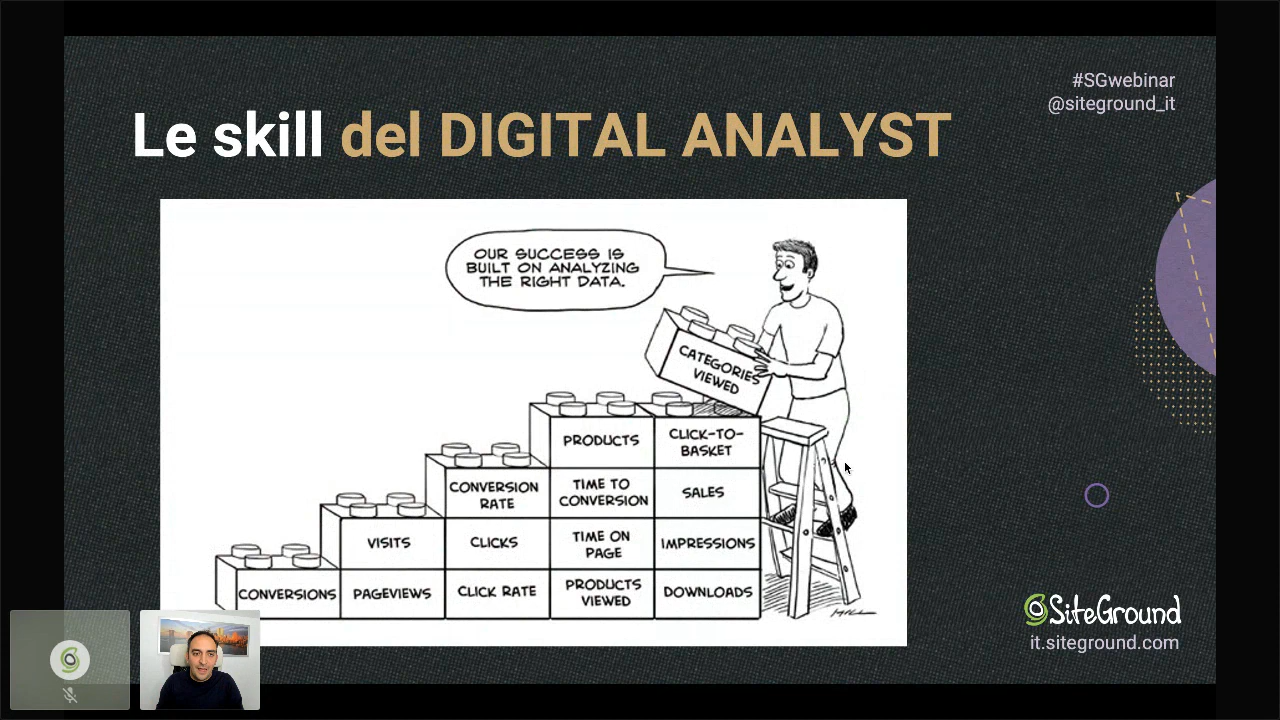 #SGwebinar
@siteground_it
Le skill del DIGITAL ANALYST
OUR SUCCESS IS
BUILT ON ANALYZING
THE RIGHT DATA.
CATEGORIES
VIEWED
PRODUCTS
CLICK-TO-
BASKET
CONVERSION
RATE
TIME TO
CONVERSION
SALES
VISITS
CLICKS
TIME ON
PAGE
IMPRESSIONS
CONVERSIONS
PAGEVIEWS
CLICK RATE
PRODUCTS
VIEWED
DOWNLOADS
HILL
SiteGround
it.siteground.com